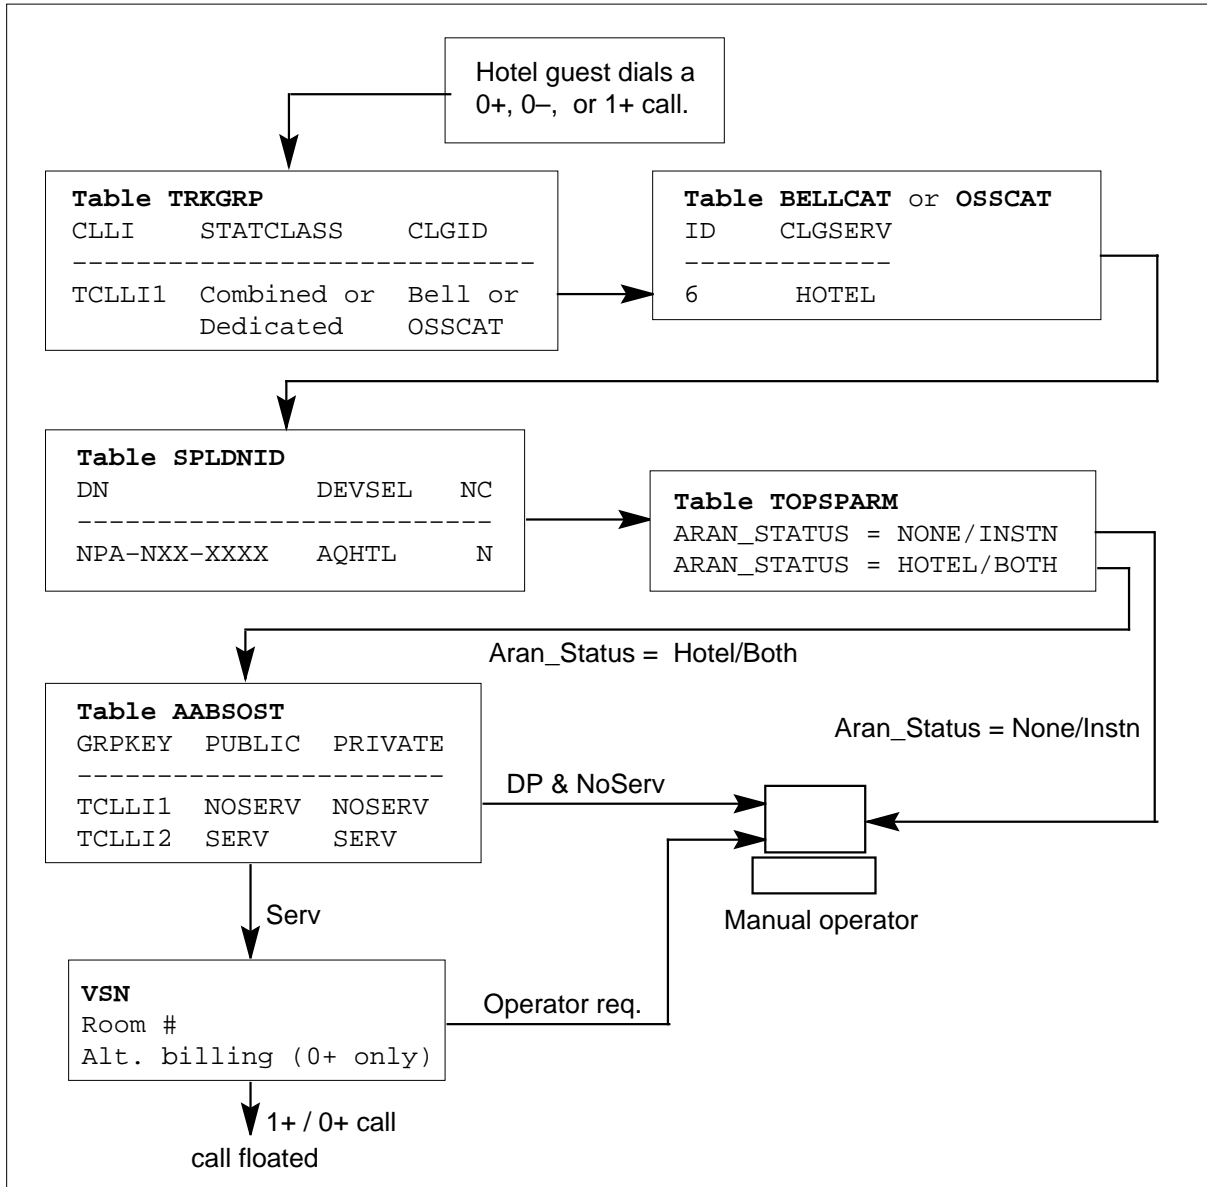 Hotel guest dials a
0+, 0–, or 1+ call.
Table TRKGRP
CLLI STATCLASS CLGID
–––––––––––––––––––––––––––––
TCLLI1 Combined or Bell or
Dedicated OSSCAT
Table BELLCAT or OSSCAT
ID CLGSERV
–––––––––––––
6 HOTEL
Table SPLDNID
DN DEVSEL NC
––––––––––––––––––––––––––
NPA–NXX–XXXX AQHTL N
Table TOPSPARM
ARAN_STATUS = NONE/INSTN
ARAN_STATUS = HOTEL/BOTH
Aran_Status = Hotel/Both
Aran_Status = None/Instn
Table AABSOST
GRPKEY PUBLIC PRIVATE
–––––––––––––––––––––––
TCLLI1 NOSERV NOSERV
TCLLI2 SERV SERV
DP & NoServ
Manual operator
Serv
VSN
Room #
Alt. billing (0+ only)
Operator req.
1+ / 0+ call
call floated